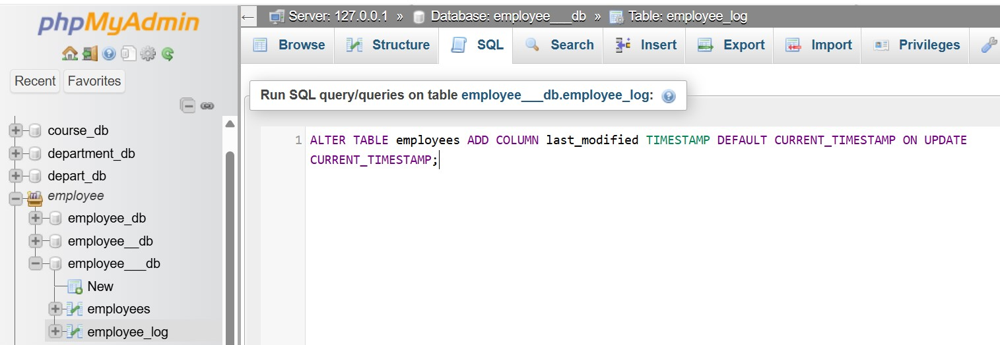 phpMyAdmin
Recent Favorites
course_db
department_db
depart_db
employee
employee_db
employee__db
employee___db
New
employees
employee_log
Server: 127.0.0.1 » Database: employee___db » Table: employee_log
Browse Structure SQL Search Insert Export Import Privileges
Run SQL query/queries on table employee___db.employee_log:
1 ALTER TABLE employees ADD COLUMN last_modified TIMESTAMP DEFAULT CURRENT_TIMESTAMP ON UPDATE
CURRENT_TIMESTAMP;